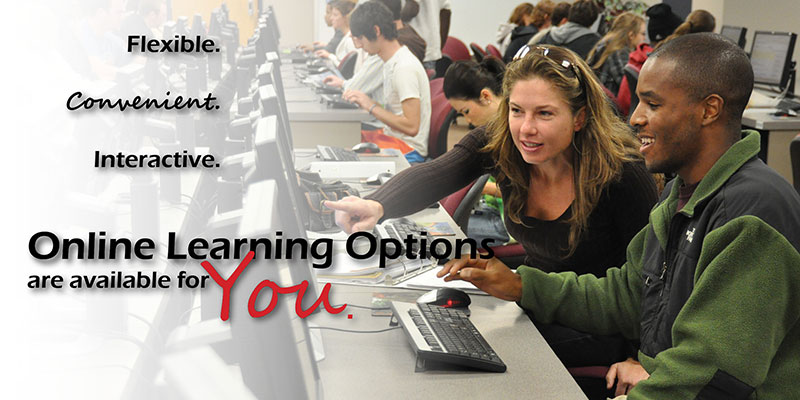 Flexible.
Convenient.
Interactive.
Online Learning Options
are available for You.